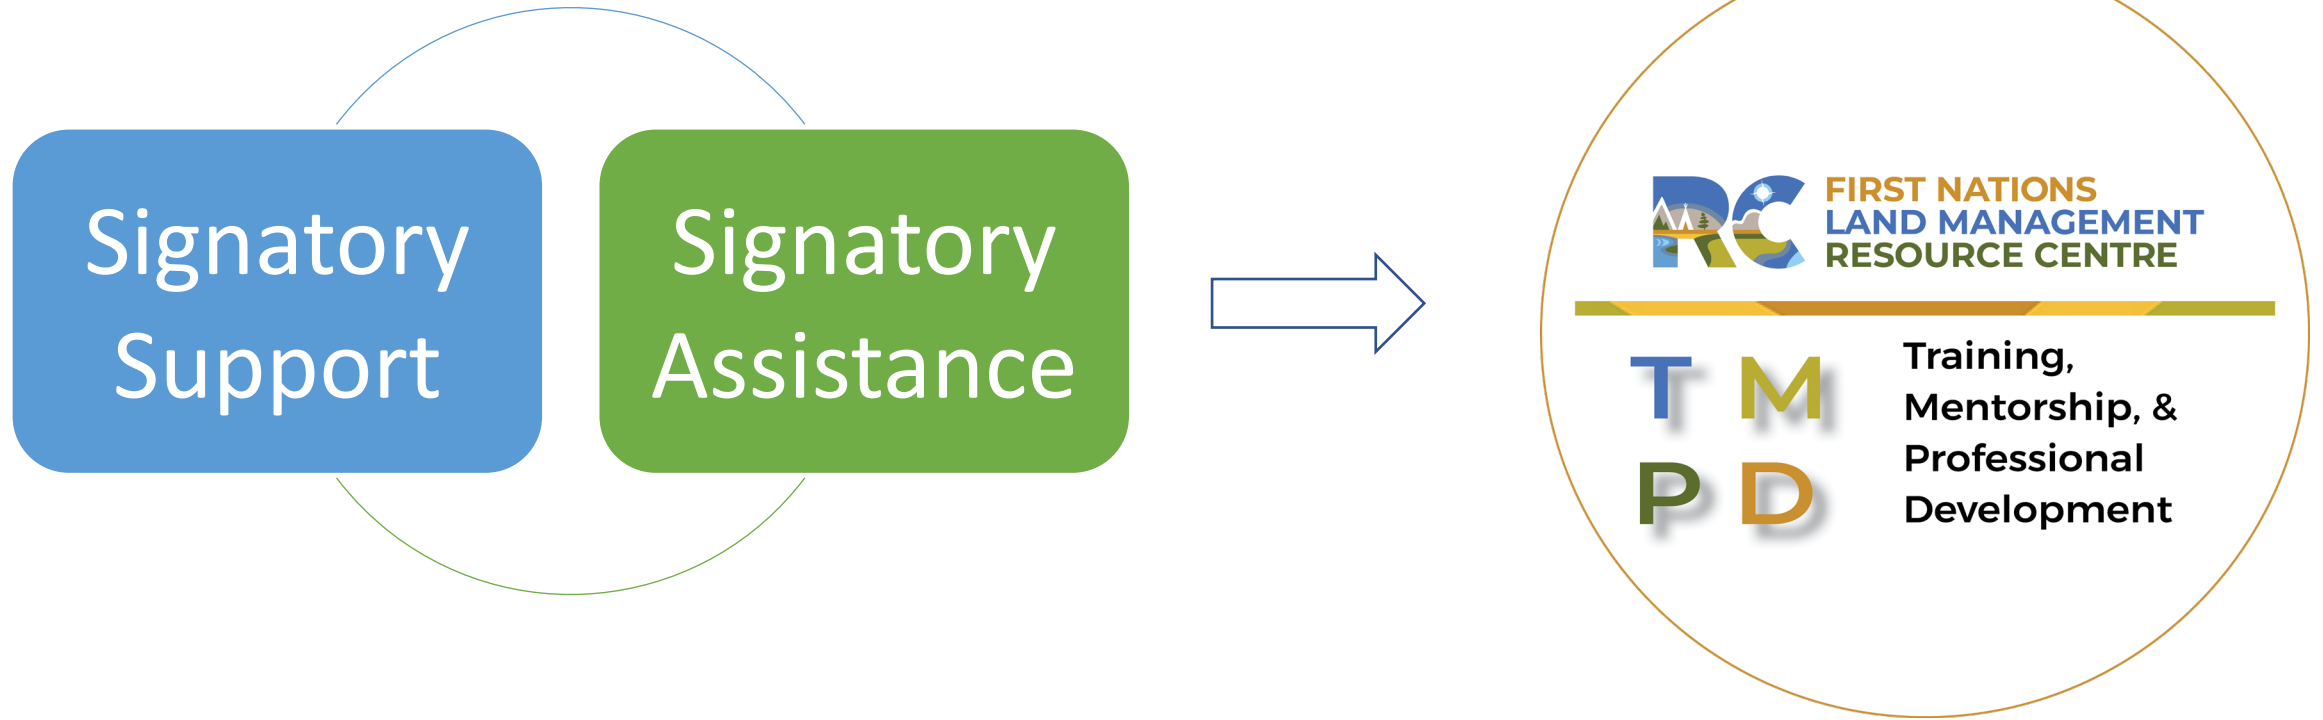 Signatory
Support
Signatory
Assistance
RC
FIRST NATIONS
LAND MANAGEMENT
RESOURCE CENTRE
T M
P D
Training,
Mentorship, &
Professional
Development